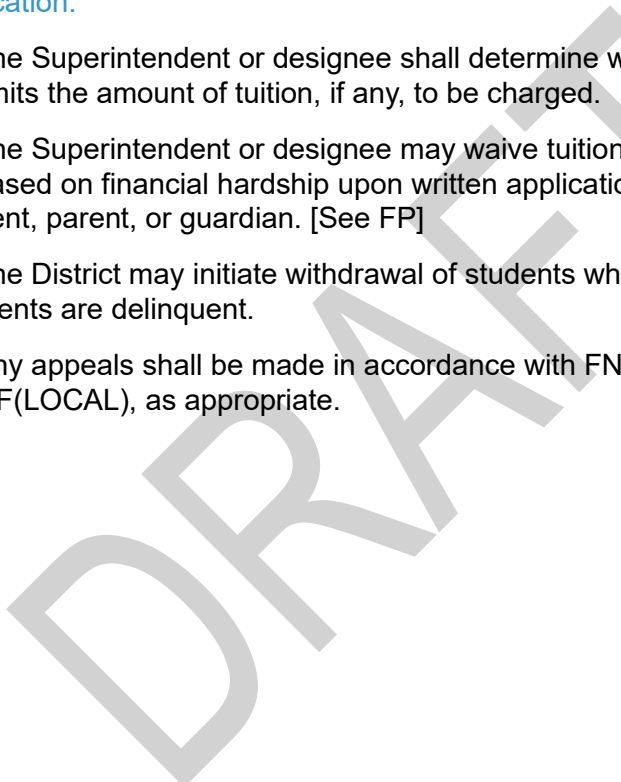 cation.
he Superintendent or designee shall determine w
mits the amount of tuition, if any, to be charged.
he Superintendent or designee may waive tuition
ased on financial hardship upon written applicatio
ent, parent, or guardian. [See FP]
he District may initiate withdrawal of students wh
ents are delinquent.
ny appeals shall be made in accordance with FN
F(LOCAL), as appropriate.
DRAFT